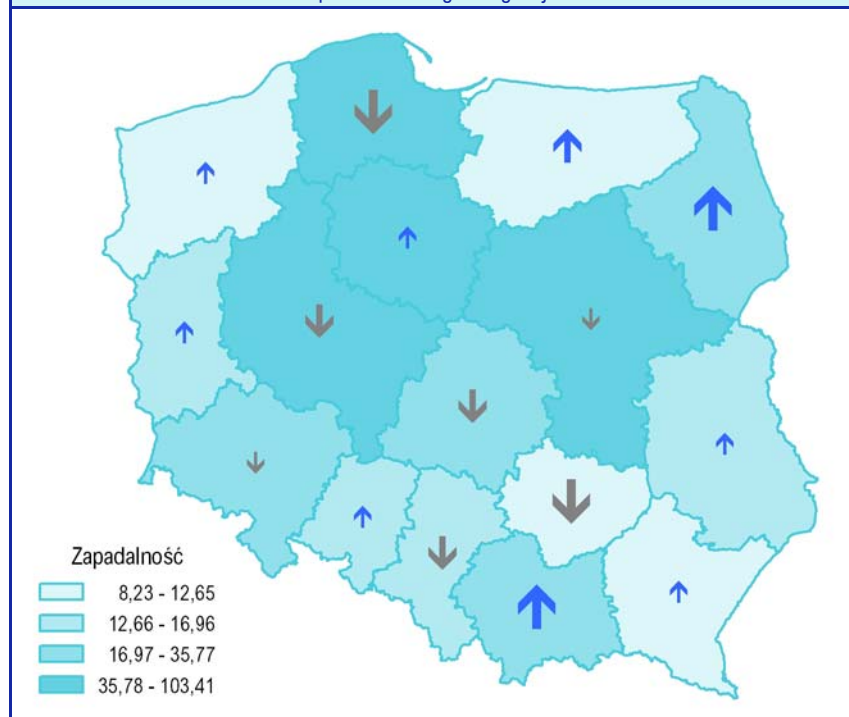 Zapadalność
8,23 - 12,65
12,66 - 16,96
16,97 - 35,77
35,78 - 103,41